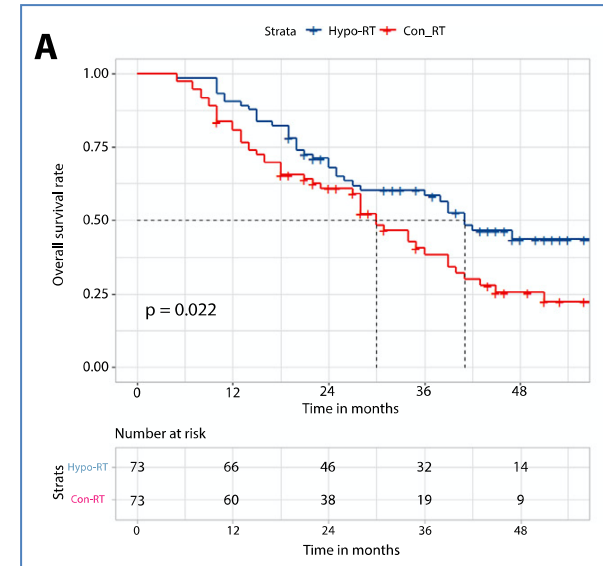 A
Strata Hypo-RT Con_RT
1.00
0.75
0.50
0.25
0.00
Overall survival rate
p = 0.022
0 12 24 36 48
Time in months
Number at risk
Strats
Hypo-RT 73 66 46 32 14
Con-RT 73 60 38 19 9
0 12 24 36 48
Time in months